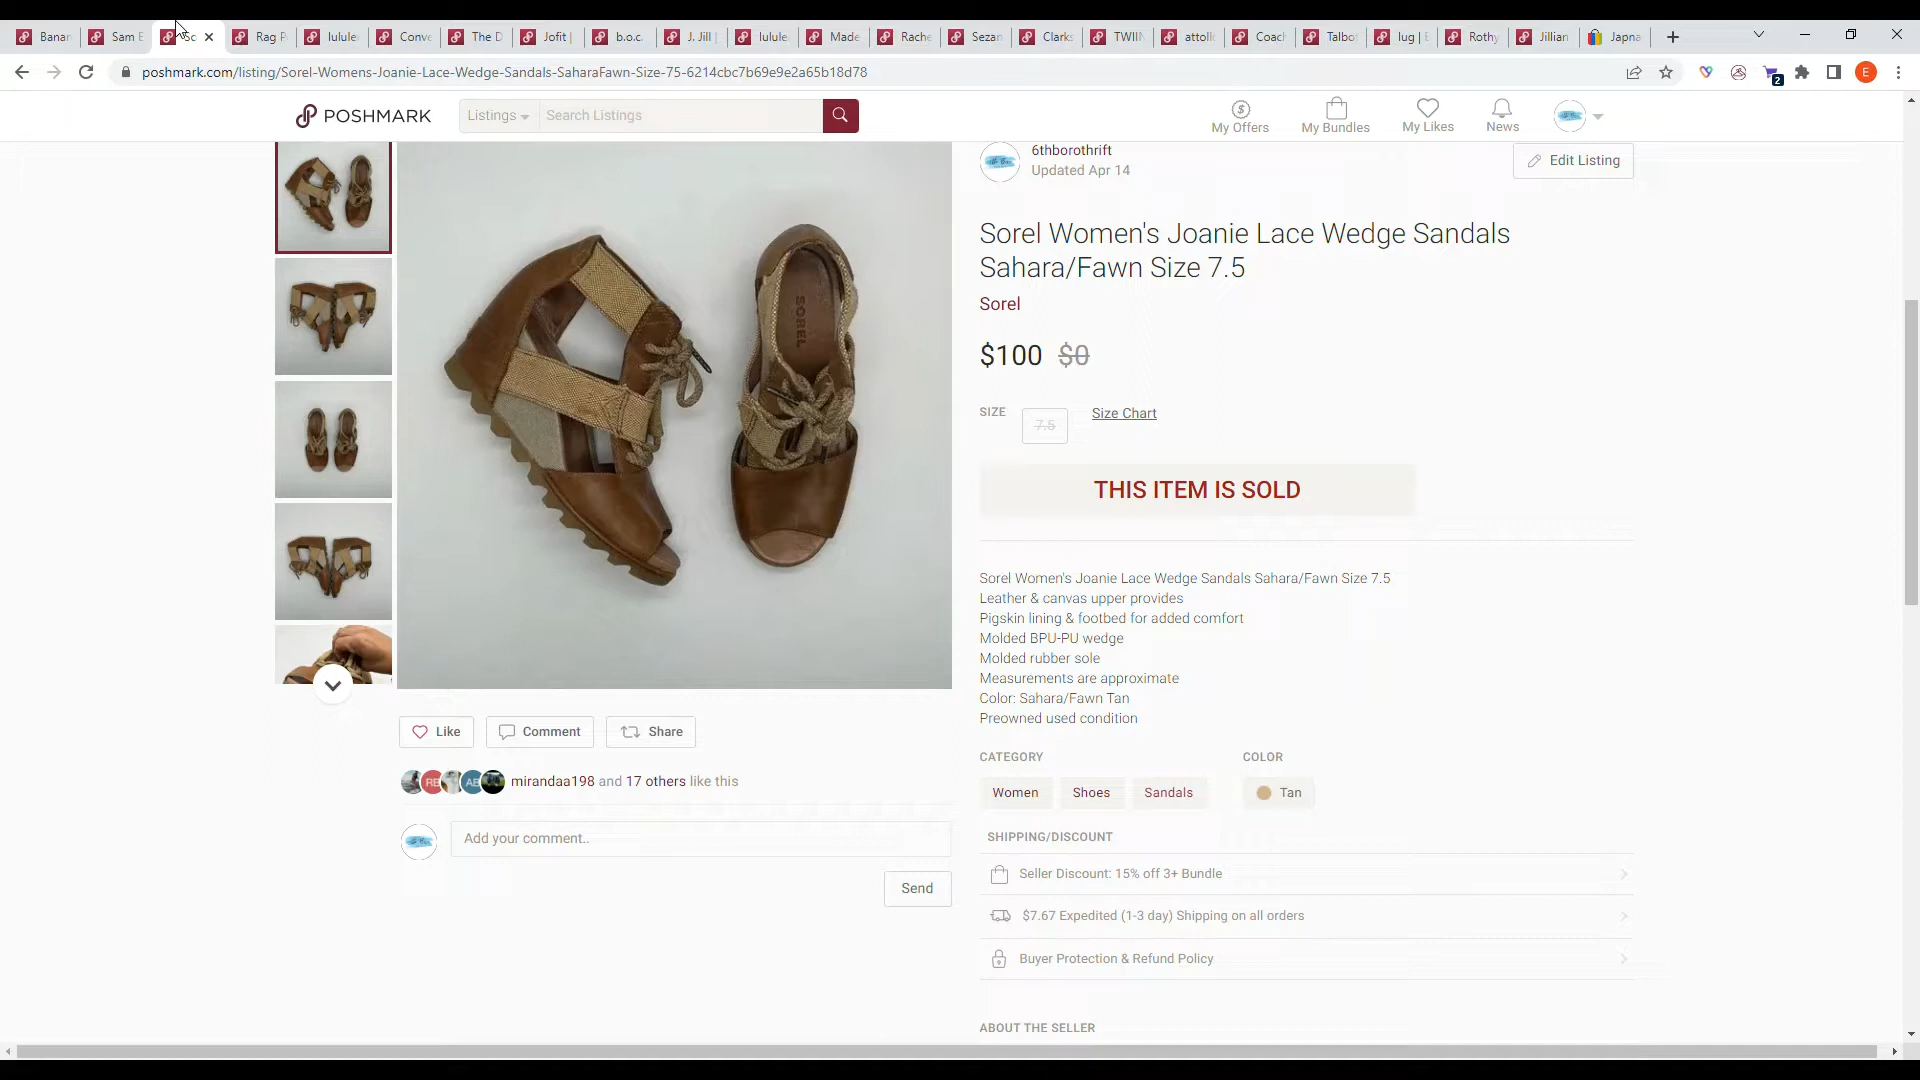 Banan
Sam E
So
Rag P
lulule
Conve
The D
Jofit |
b.o.c.
J. Jill |
lulule
Made
Rache
Sezan
Clarks
TWIIN
attollo
Coach
Talbo
lug | E
Rothy
Jillian
Japna
poshmark.com/listing/Sorel-Womens-Joanie-Lace-Wedge-Sandals-SaharaFawn-Size-75-6214cbc7b69e9e2a65b18d78
2
E
POSHMARK
Listings
Search Listings
My Offers
My Bundles
My Likes
News
6thborothrift
Updated Apr 14
Edit Listing
Sorel Women's Joanie Lace Wedge Sandals
Sahara/Fawn Size 7.5
Sorel
$100 $0
SIZE
7.5
Size Chart
THIS ITEM IS SOLD
SOREL
Sorel Women's Joanie Lace Wedge Sandals Sahara/Fawn Size 7.5
Leather & canvas upper provides
Pigskin lining & footbed for added comfort
Molded BPU-PU wedge
Molded rubber sole
Measurements are approximate
Color: Sahara/Fawn Tan
Preowned used condition
Like
Comment
Share
RE
AE
mirandaa198 and 17 others like this
Add your comment..
Send
CATEGORY
COLOR
Women
Shoes
Sandals
Tan
SHIPPING/DISCOUNT
Seller Discount: 15% off 3+ Bundle
$7.67 Expedited (1-3 day) Shipping on all orders
Buyer Protection & Refund Policy
ABOUT THE SELLER